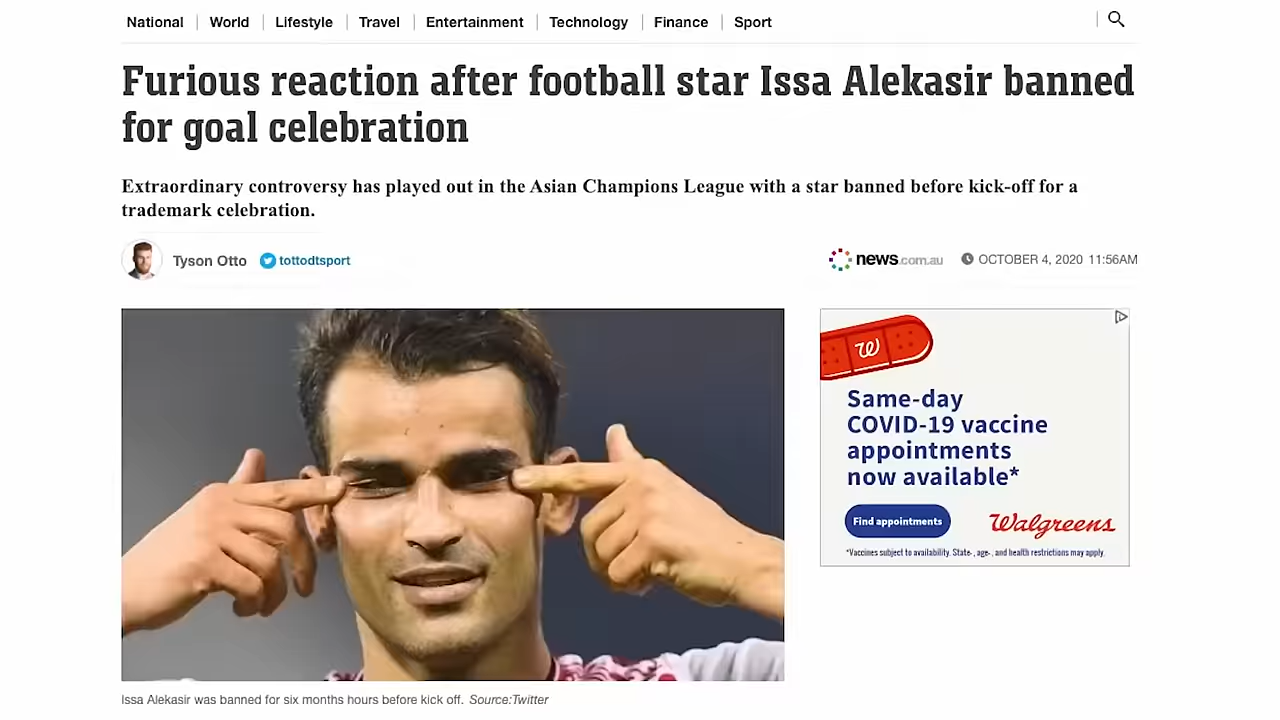 National | World | Lifestyle | Travel | Entertainment | Technology | Finance | Sport
Furious reaction after football star Issa Alekasir banned
for goal celebration
Extraordinary controversy has played out in the Asian Champions League with a star banned before kick-off for a
trademark celebration.
Tyson Otto tottodtsport
news.com.au OCTOBER 4, 2020 11:56AM
Same-day
COVID-19 vaccine
appointments
now available*
Find appointments Walgreens
*Vaccines subject to availability. State-, age-, and health restrictions may apply.
Issa Alekasir was banned for six months hours before kick off. Source:Twitter